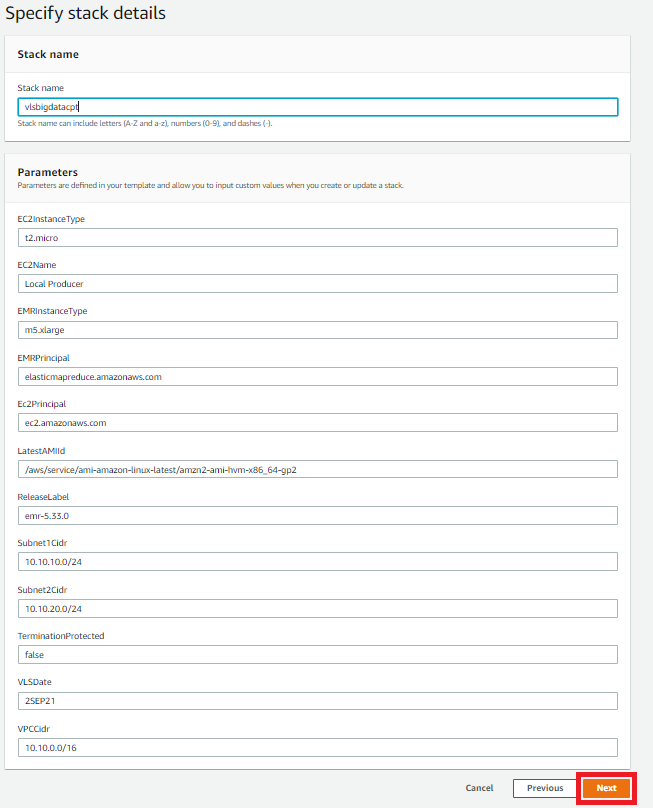 Specify stack details
Stack name
Stack name
vlsbigdatacpt
Stack name can include letters (A-Z and a-z), numbers (0-9), and dashes (-).
Parameters
Parameters are defined in your template and allow you to input custom values when you create or update a stack.
EC2InstanceType
t2.micro
EC2Name
Local Producer
EMRInstanceType
m5.xlarge
EMRPrincipal
elasticmapreduce.amazonaws.com
Ec2Principal
ec2.amazonaws.com
LatestAMIId
/aws/service/ami-amazon-linux-latest/amzn2-ami-hvm-x86_64-gp2
ReleaseLabel
emr-5.33.0
Subnet1Cidr
10.10.10.0/24
Subnet2Cidr
10.10.20.0/24
TerminationProtected
false
VLSDate
2SEP21
VPCCidr
10.10.0.0/16
Cancel Previous Next